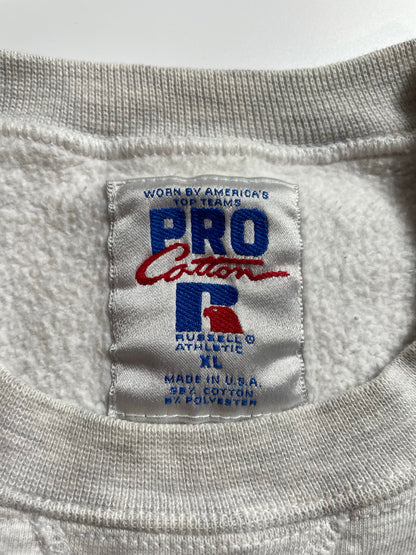 WORN BY AMERICA'S
TOP TEAMS
PRO
Cotton
R
RUSSELL®
ATHLETIC
XL
MADE IN U.S.A.
95% COTTON
5% POLYESTER